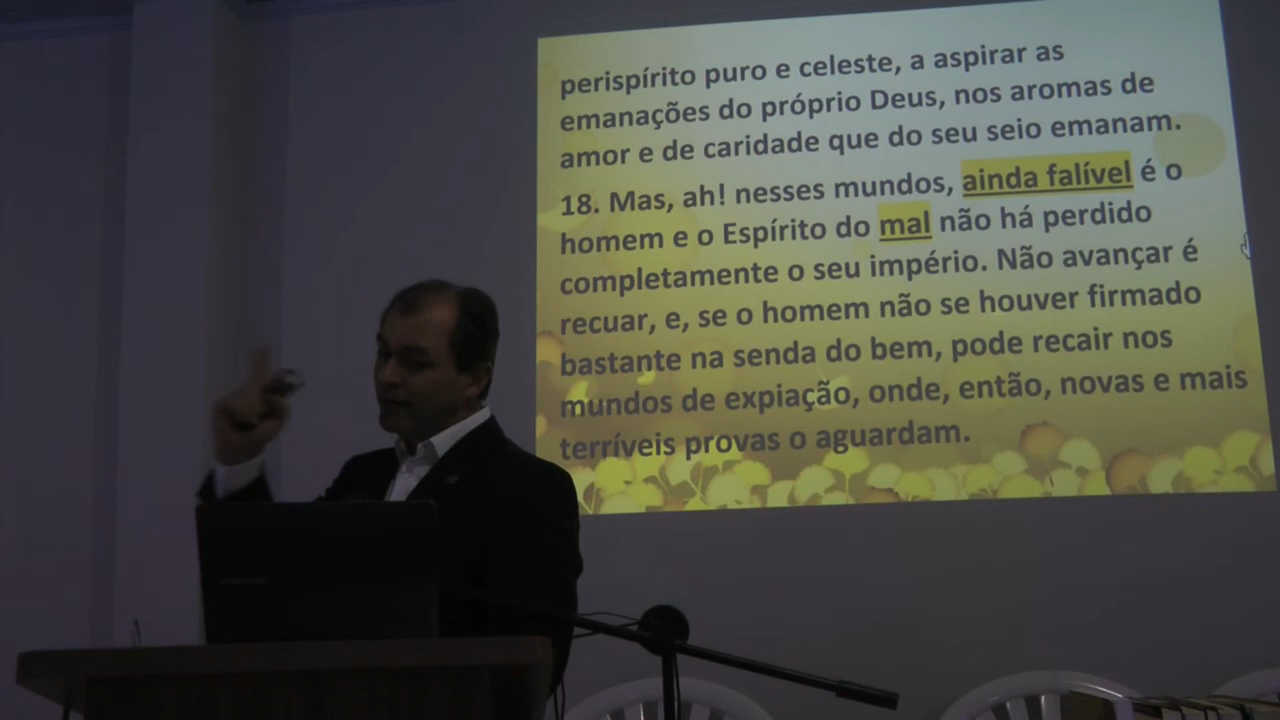 perispírito puro e celeste, a aspirar as
emanações do próprio Deus, nos aromas de
amor e de caridade que do seu seio emanam.
18. Mas, ah! nesses mundos, ainda falível é o
homem e o Espírito do mal não há perdido
completamente o seu império. Não avançar é
recuar, e, se o homem não se houver firmado
bastante na senda do bem, pode recair nos
mundos de expiação, onde, então, novas e mais
terríveis provas o aguardam.